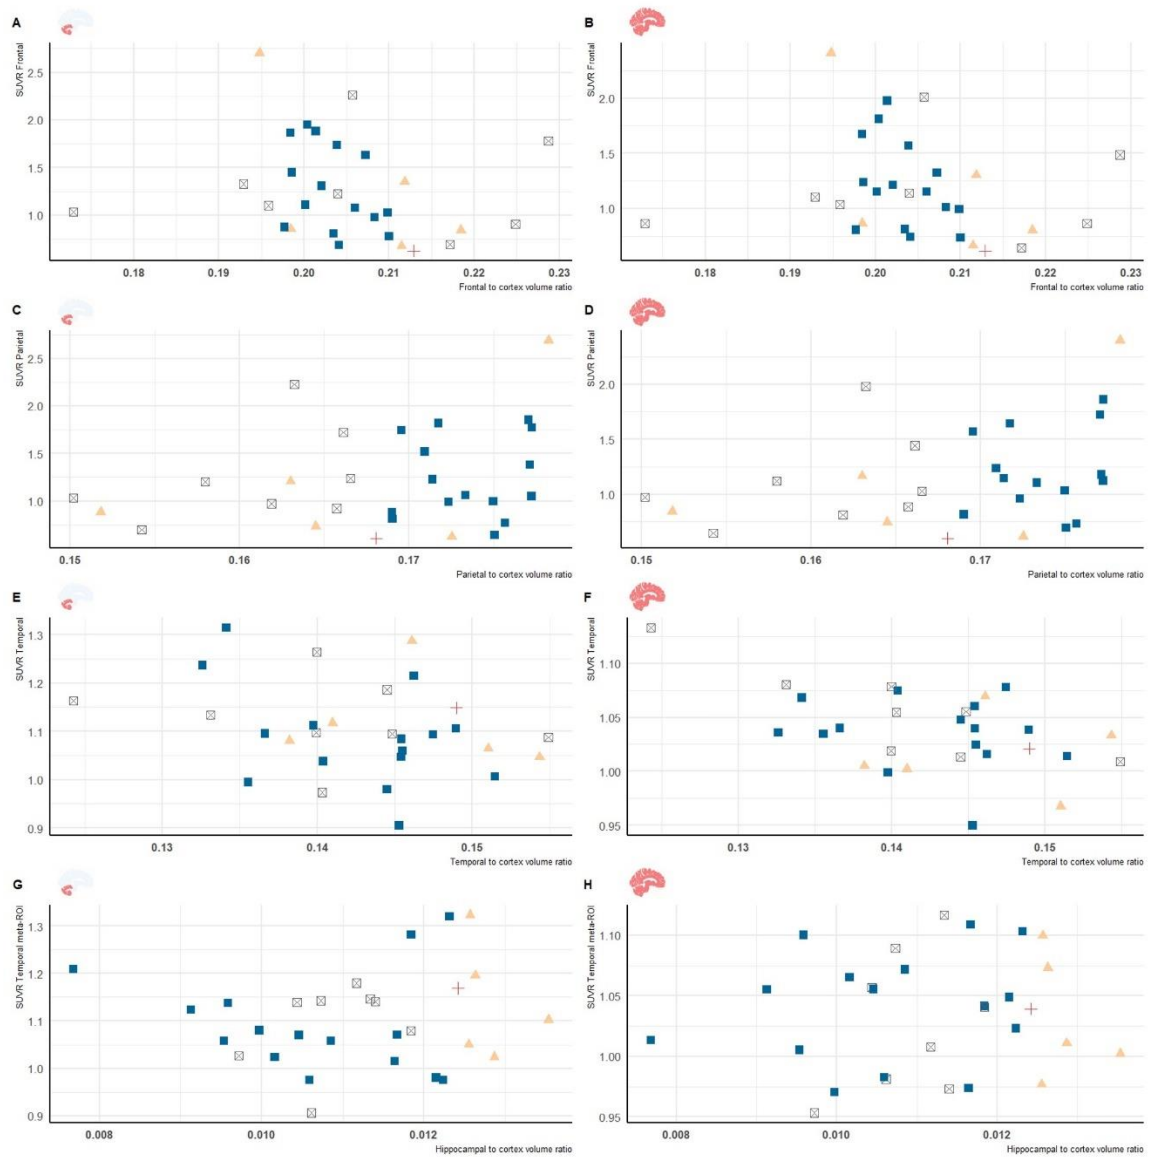 A
SUVR Frontal
2.5
2.0
1.5
1.0
0.18 0.19 0.20 0.21 0.22 0.23
Frontal to cortex volume ratio
B
SUVR Frontal
2.0
1.5
1.0
0.18 0.19 0.20 0.21 0.22 0.23
Frontal to cortex volume ratio
C
SUVR Parietal
2.5
2.0
1.5
1.0
0.15 0.16 0.17
Parietal to cortex volume ratio
D
SUVR Parietal
2.0
1.5
1.0
0.15 0.16 0.17
Parietal to cortex volume ratio
E
SUVR Temporal
1.3
1.2
1.1
1.0
0.9
0.13 0.14 0.15
Temporal to cortex volume ratio
F
SUVR Temporal
1.10
1.05
1.00
0.95
0.13 0.14 0.15
Temporal to cortex volume ratio
G
SUVR Temporal meta-ROI
1.3
1.2
1.1
1.0
0.9
0.008 0.010 0.012
Hippocampal to cortex volume ratio
H
SUVR Temporal meta-ROI
1.10
1.05
1.00
0.95
0.008 0.010 0.012
Hippocampal to cortex volume ratio